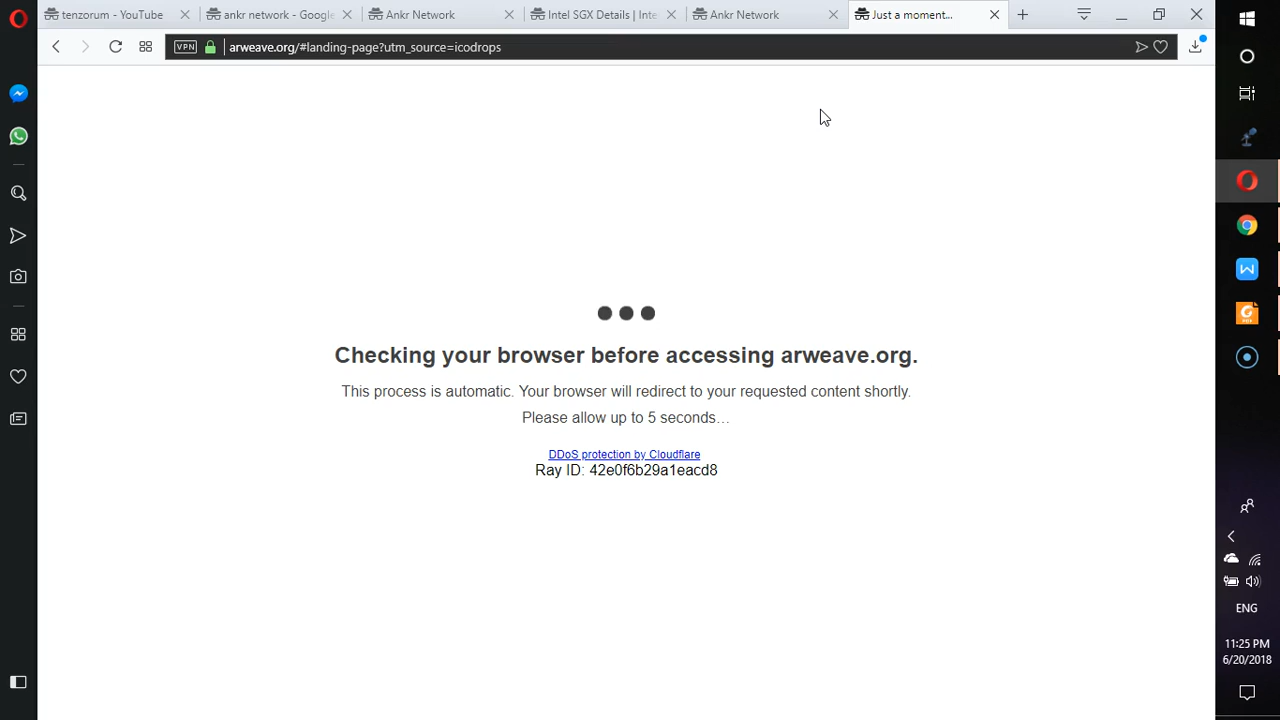 tenzorum - YouTube
ankr network - Google
Ankr Network
Intel SGX Details | Inte
Ankr Network
Just a moment...
VPN
arweave.org/#landing-page?utm_source=icodrops
Checking your browser before accessing arweave.org.
This process is automatic. Your browser will redirect to your requested content shortly.
Please allow up to 5 seconds…
DDoS protection by Cloudflare
Ray ID: 42e0f6b29a1eacd8
ENG
11:25 PM
6/20/2018